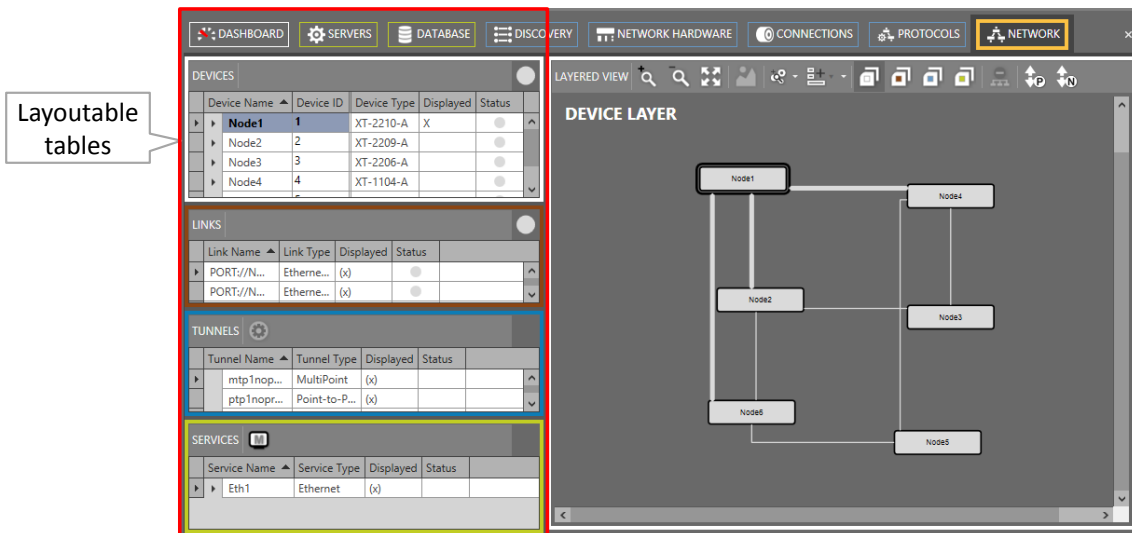 Layoutable
tables
DASHBOARD SERVERS DATABASE DISCOVERY NETWORK HARDWARE CONNECTIONS PROTOCOLS NETWORK ×
DEVICES
Device Name Device ID Device Type Displayed Status
Node1 1 XT-2210-A X
Node2 2 XT-2209-A
Node3 3 XT-2206-A
Node4 4 XT-1104-A
LINKS
Link Name Link Type Displayed Status
PORT://N... Etherne... (x)
PORT://N... Etherne... (x)
TUNNELS
Tunnel Name Tunnel Type Displayed Status
mtp1nop... MultiPoint (x)
ptp1nopr... Point-to-P... (x)
SERVICES M
Service Name Service Type Displayed Status
Eth1 Ethernet (x)
LAYERED VIEW P N
DEVICE LAYER
Node1
Node4
Node2
Node3
Node6
Node5